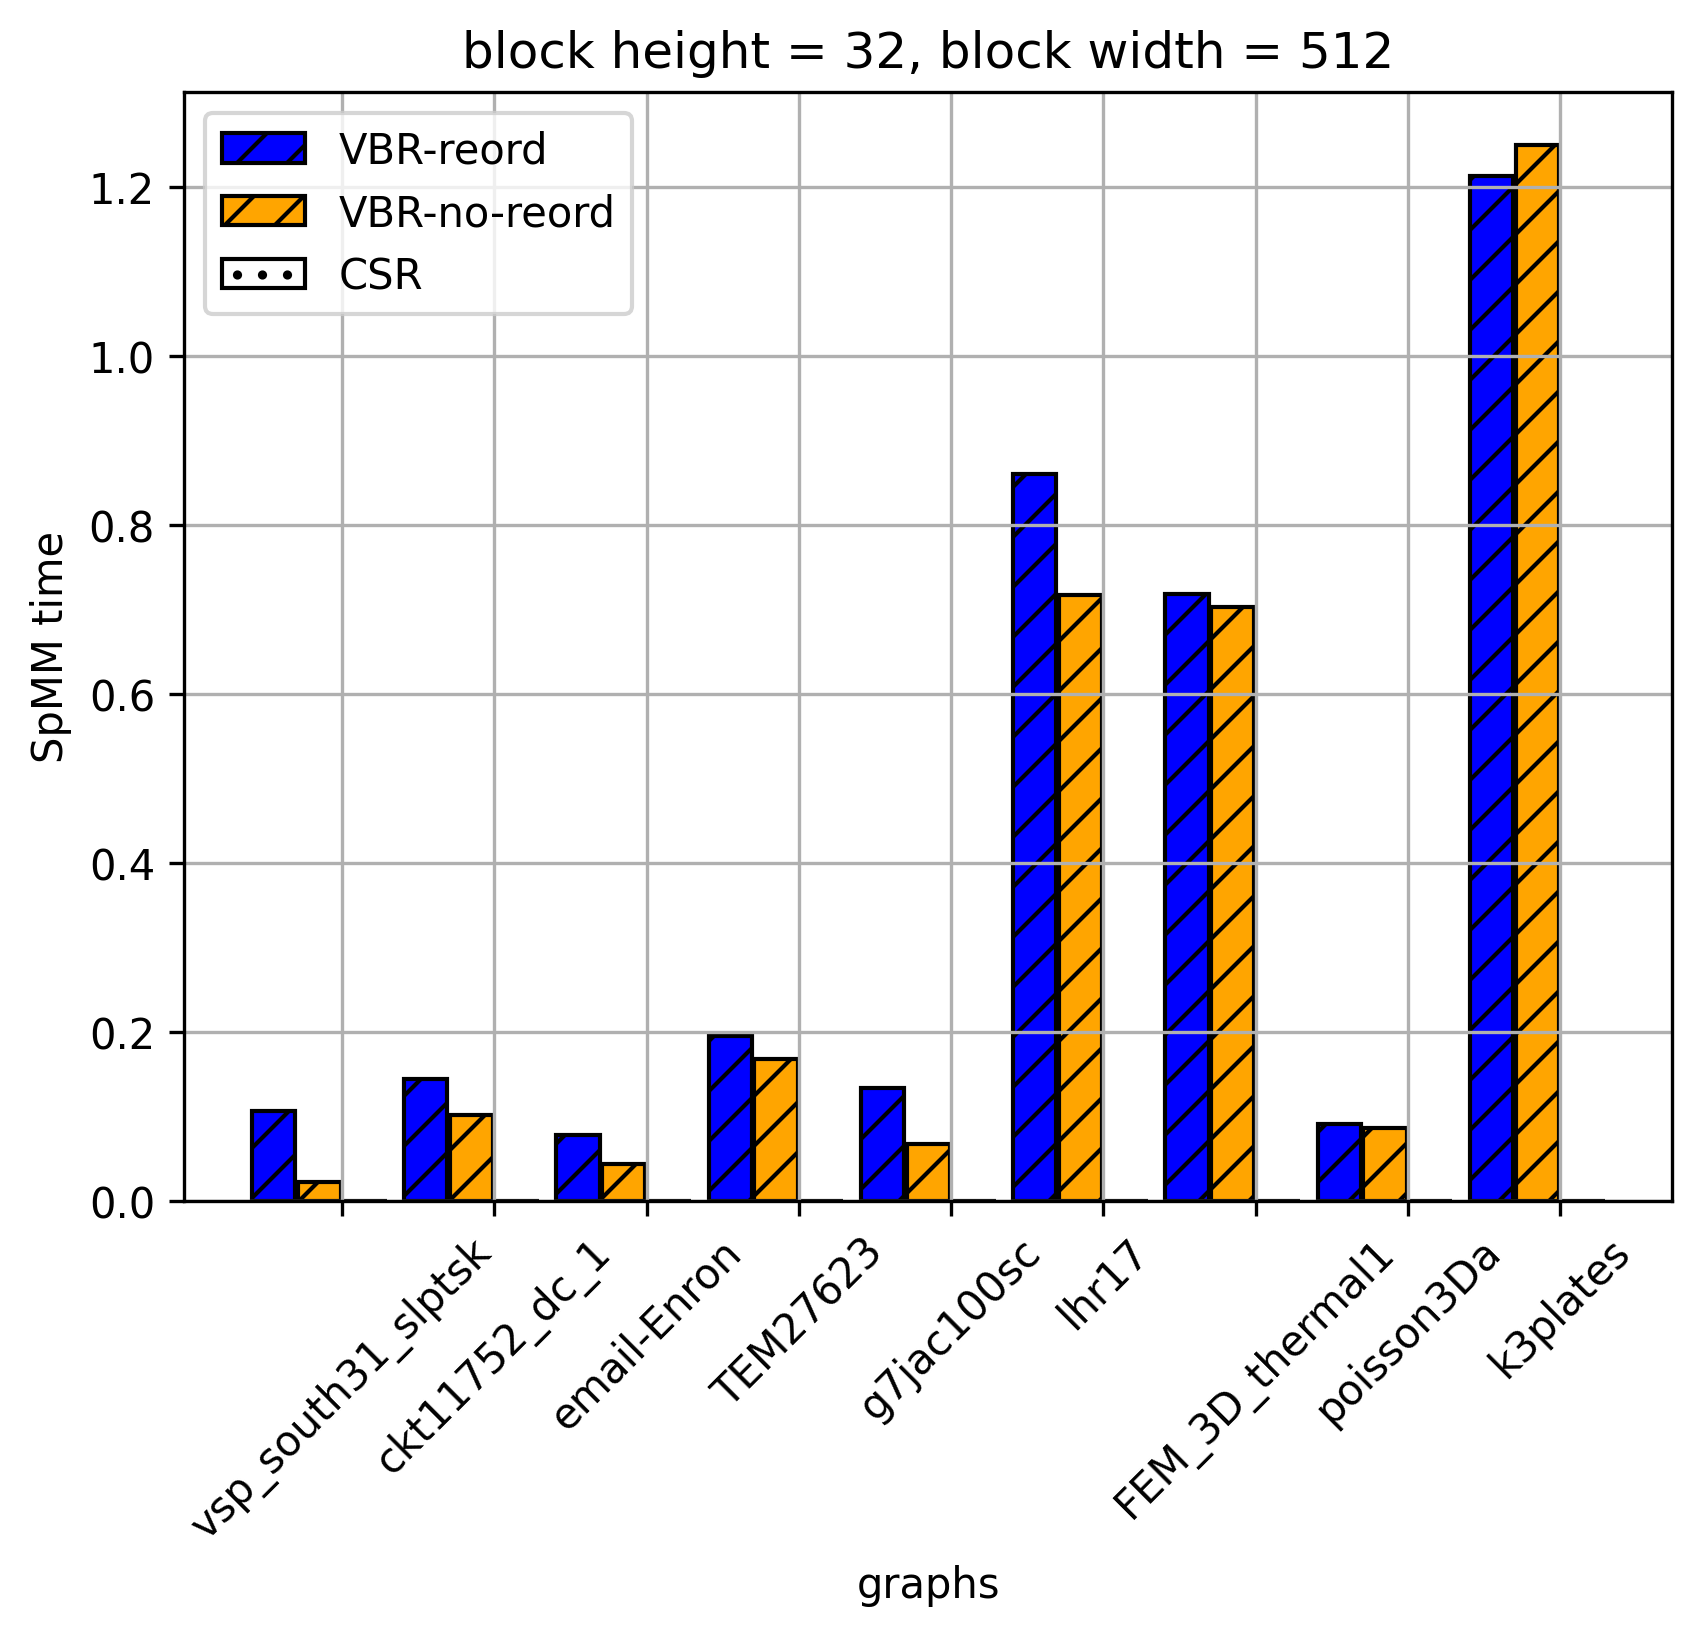 block height = 32, block width = 512
VBR-reord
VBR-no-reord
CSR
SpMM time
1.2
1.0
0.8
0.6
0.4
0.2
0.0
vsp_south31_slptsk
ckt11752_dc_1
email-Enron
TEM27623
g7jac100sc
lhr17
FEM_3D_thermal1
poisson3Da
k3plates
graphs